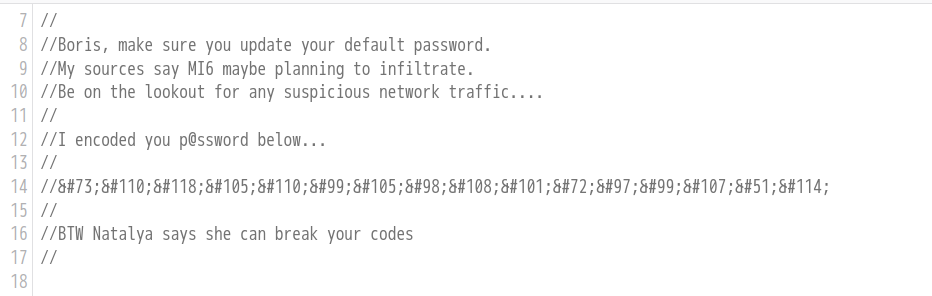 7 //
8 //Boris, make sure you update your default password.
9 //My sources say MI6 maybe planning to infiltrate.
10 //Be on the lookout for any suspicious network traffic....
11 //
12 //I encoded you p@ssword below...
13 //
14 //&#73;&#110;&#118;&#105;&#110;&#99;&#105;&#98;&#108;&#101;&#72;&#97;&#99;&#107;&#51;&#114;
15 //
16 //BTW Natalya says she can break your codes
17 //
18